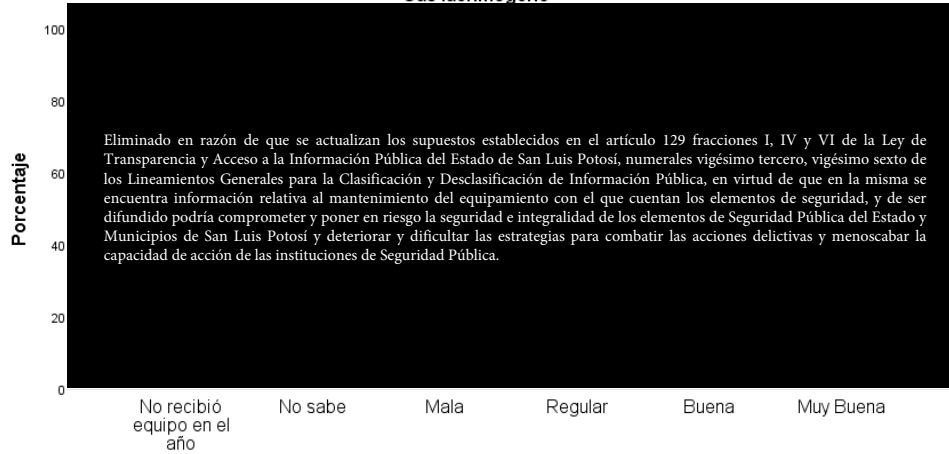 Gas lacrimógeno
100
80
60
40
20
0
Porcentaje
Eliminado en razón de que se actualizan los supuestos establecidos en el artículo 129 fracciones I, IV y VI de la Ley de
Transparencia y Acceso a la Información Pública del Estado de San Luis Potosí, numerales vigésimo tercero, vigésimo sexto de
los Lineamientos Generales para la Clasificación y Desclasificación de Información Pública, en virtud de que en la misma se
encuentra información relativa al mantenimiento del equipamiento con el que cuentan los elementos de seguridad, y de ser
difundido podría comprometer y poner en riesgo la seguridad e integralidad de los elementos de Seguridad Pública del Estado y
Municipios de San Luis Potosí y deteriorar y dificultar las estrategias para combatir las acciones delictivas y menoscabar la
capacidad de acción de las instituciones de Seguridad Pública.
No recibió
equipo en el
año
No sabe
Mala
Regular
Buena
Muy Buena